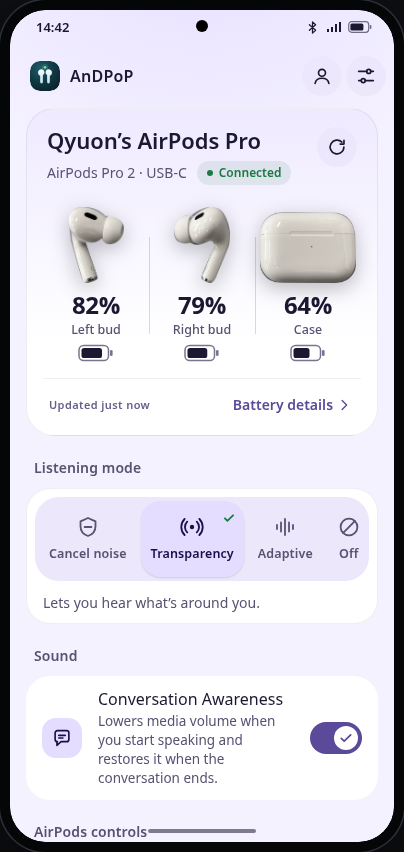 14:42
AnDPoP
Qyuon’s AirPods Pro
AirPods Pro 2 · USB-C
Connected
82%
79%
64%
Left bud
Right bud
Case
Updated just now
Battery details
Listening mode
Cancel noise
Transparency
Adaptive
Off
Lets you hear what’s around you.
Sound
Conversation Awareness
Lowers media volume when
you start speaking and
restores it when the
conversation ends.
AirPods controls